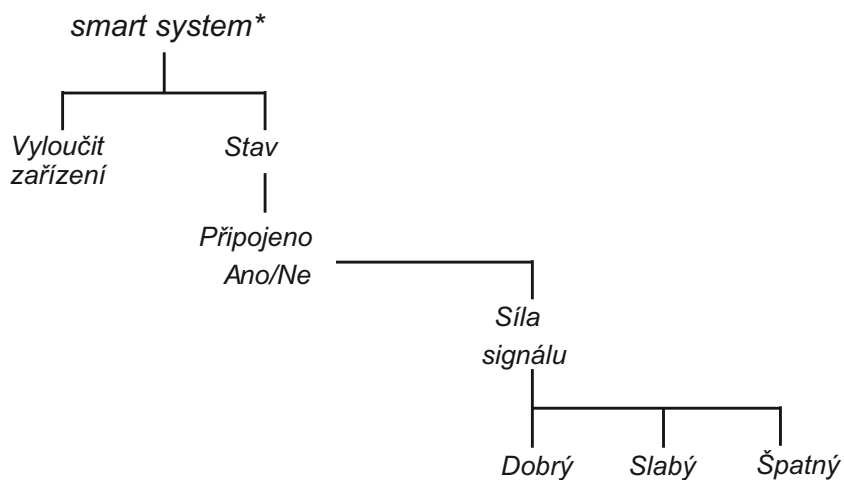 smart system*
Vyloučit
zařízení
Stav
Připojeno
Ano/Ne
Síla
signálu
Dobrý
Slabý
Špatný